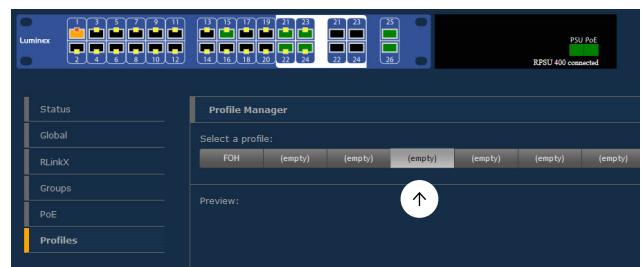 1 3 5 7 9 11 13 15 17 19 21 23 21 23 25
Luminex
PSU PoE
RPSU 400 connected
2 4 6 8 10 12 14 16 18 20 22 24 22 24 26
Status
Global
RLinkX
Groups
PoE
Profiles
Profile Manager
Select a profile:
FOH (empty) (empty) (empty) (empty) (empty) (empty)
Preview: